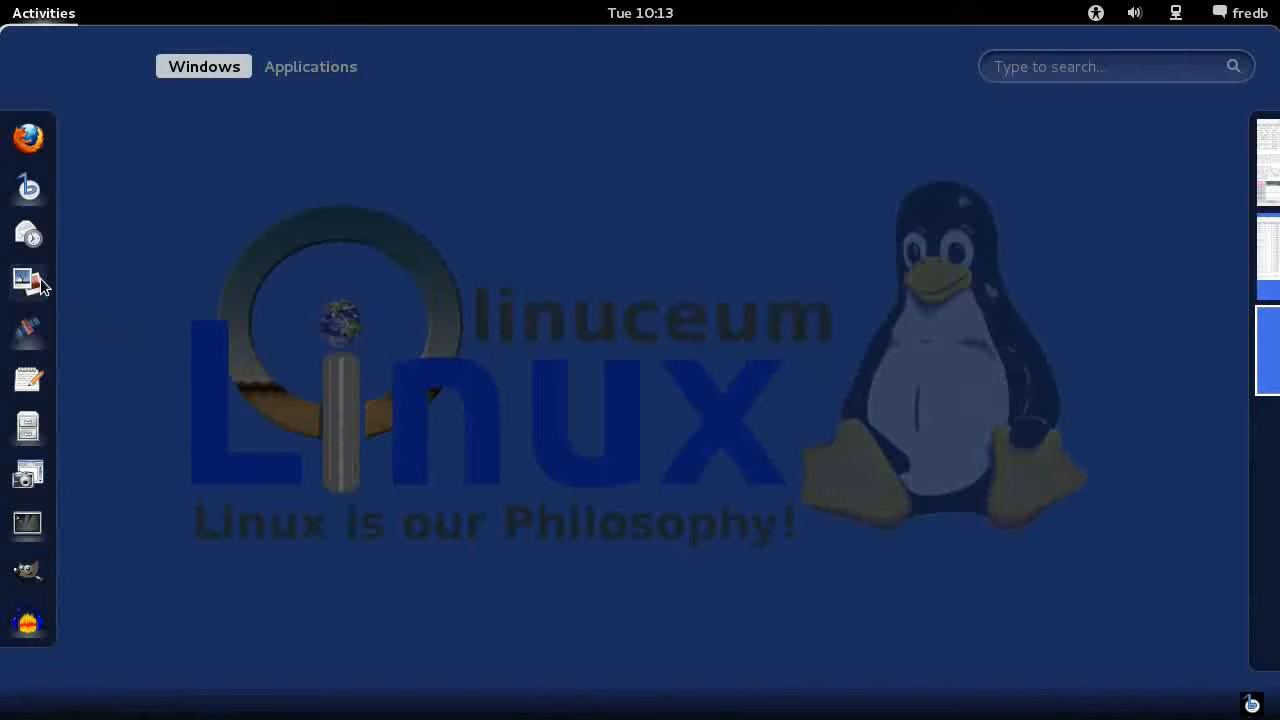 Activities
Tue 10:13
fredb
Windows
Applications
Type to search...
linuceum
Linux
Linux is our Philosophy!